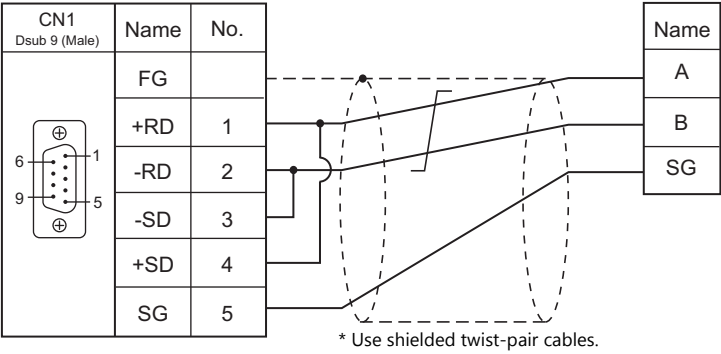 CN1
Dsub 9 (Male)
Name No.
FG
+RD 1
-RD 2
-SD 3
+SD 4
SG 5
6 1
9 5
Name
A
B
SG
* Use shielded twist-pair cables.